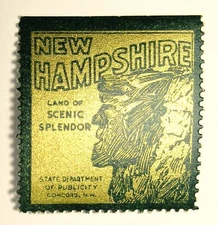 NEW
HAMPSHIRE
LAND OF
SCENIC
SPLENDOR
STATE DEPARTMENT
OF PUBLICITY
CONCORD, N.H.